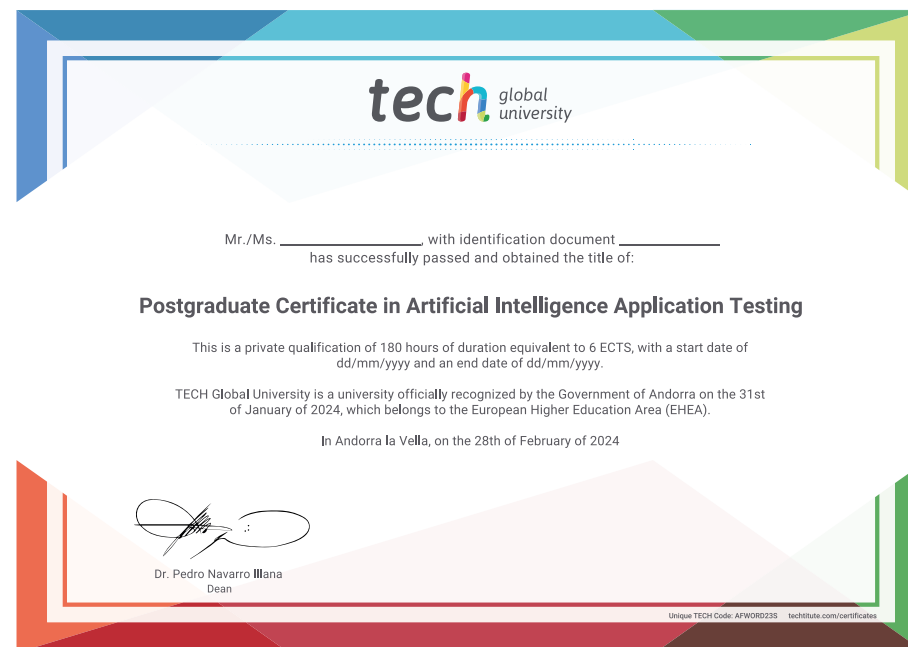 tech global
university
Mr./Ms. ____________________, with identification document ______________
has successfully passed and obtained the title of:
Postgraduate Certificate in Artificial Intelligence Application Testing
This is a private qualification of 180 hours of duration equivalent to 6 ECTS, with a start date of
dd/mm/yyyy and an end date of dd/mm/yyyy.
TECH Global University is a university officially recognized by the Government of Andorra on the 31st
of January of 2024, which belongs to the European Higher Education Area (EHEA).
In Andorra la Vella, on the 28th of February of 2024
Dr. Pedro Navarro Illana
Dean
Unique TECH Code: AFWORD23S techtitute.com/certificates